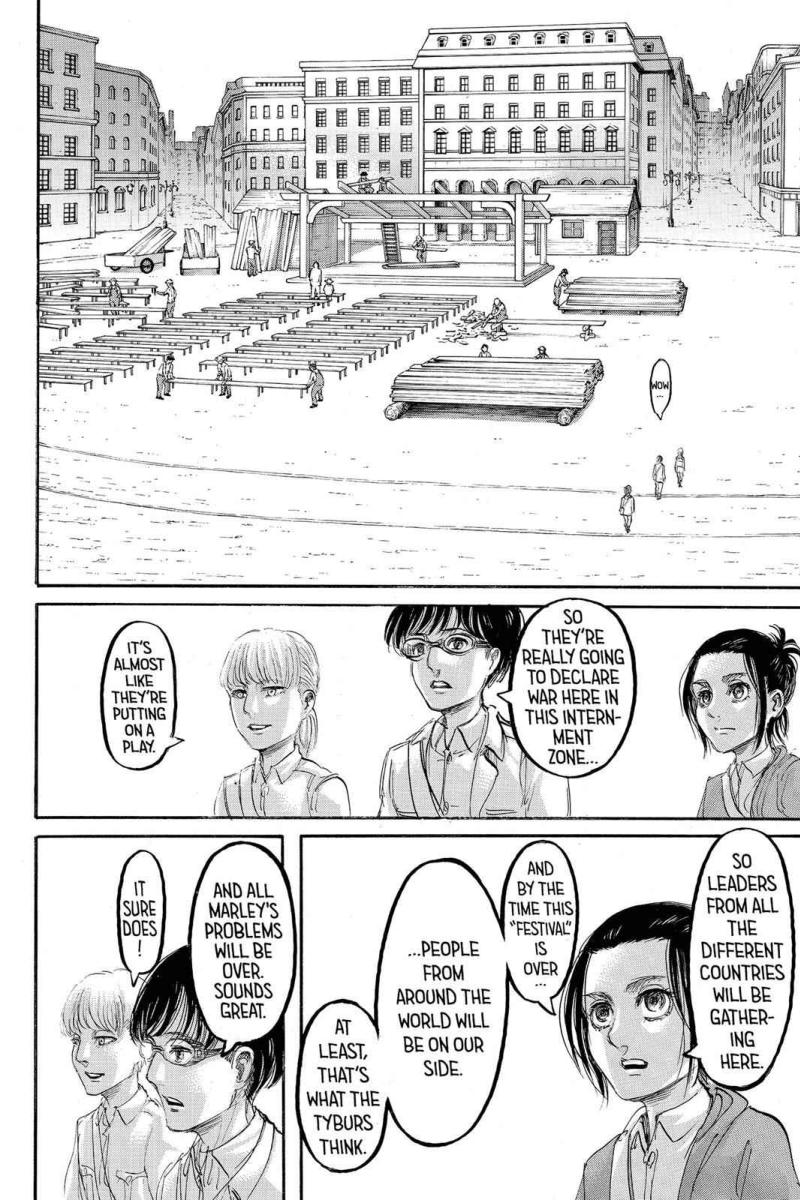 WOW
...
SO
THEY'RE
REALLY GOING
TO DECLARE
WAR HERE IN
THIS INTERN-
MENT
ZONE...
IT'S
ALMOST
LIKE
THEY'RE
PUTTING
ON A
PLAY.
SO
LEADERS
FROM ALL
THE
DIFFERENT
COUNTRIES
WILL BE
GATHER-
ING
HERE.
AND
BY THE
TIME THIS
"FESTIVAL"
IS
OVER
...
...PEOPLE
FROM
AROUND THE
WORLD WILL
BE ON OUR
SIDE.
AT
LEAST,
THAT'S
WHAT THE
TYBURS
THINK.
AND ALL
MARLEY'S
PROBLEMS
WILL BE
OVER.
SOUNDS
GREAT.
IT
SURE
DOES
!